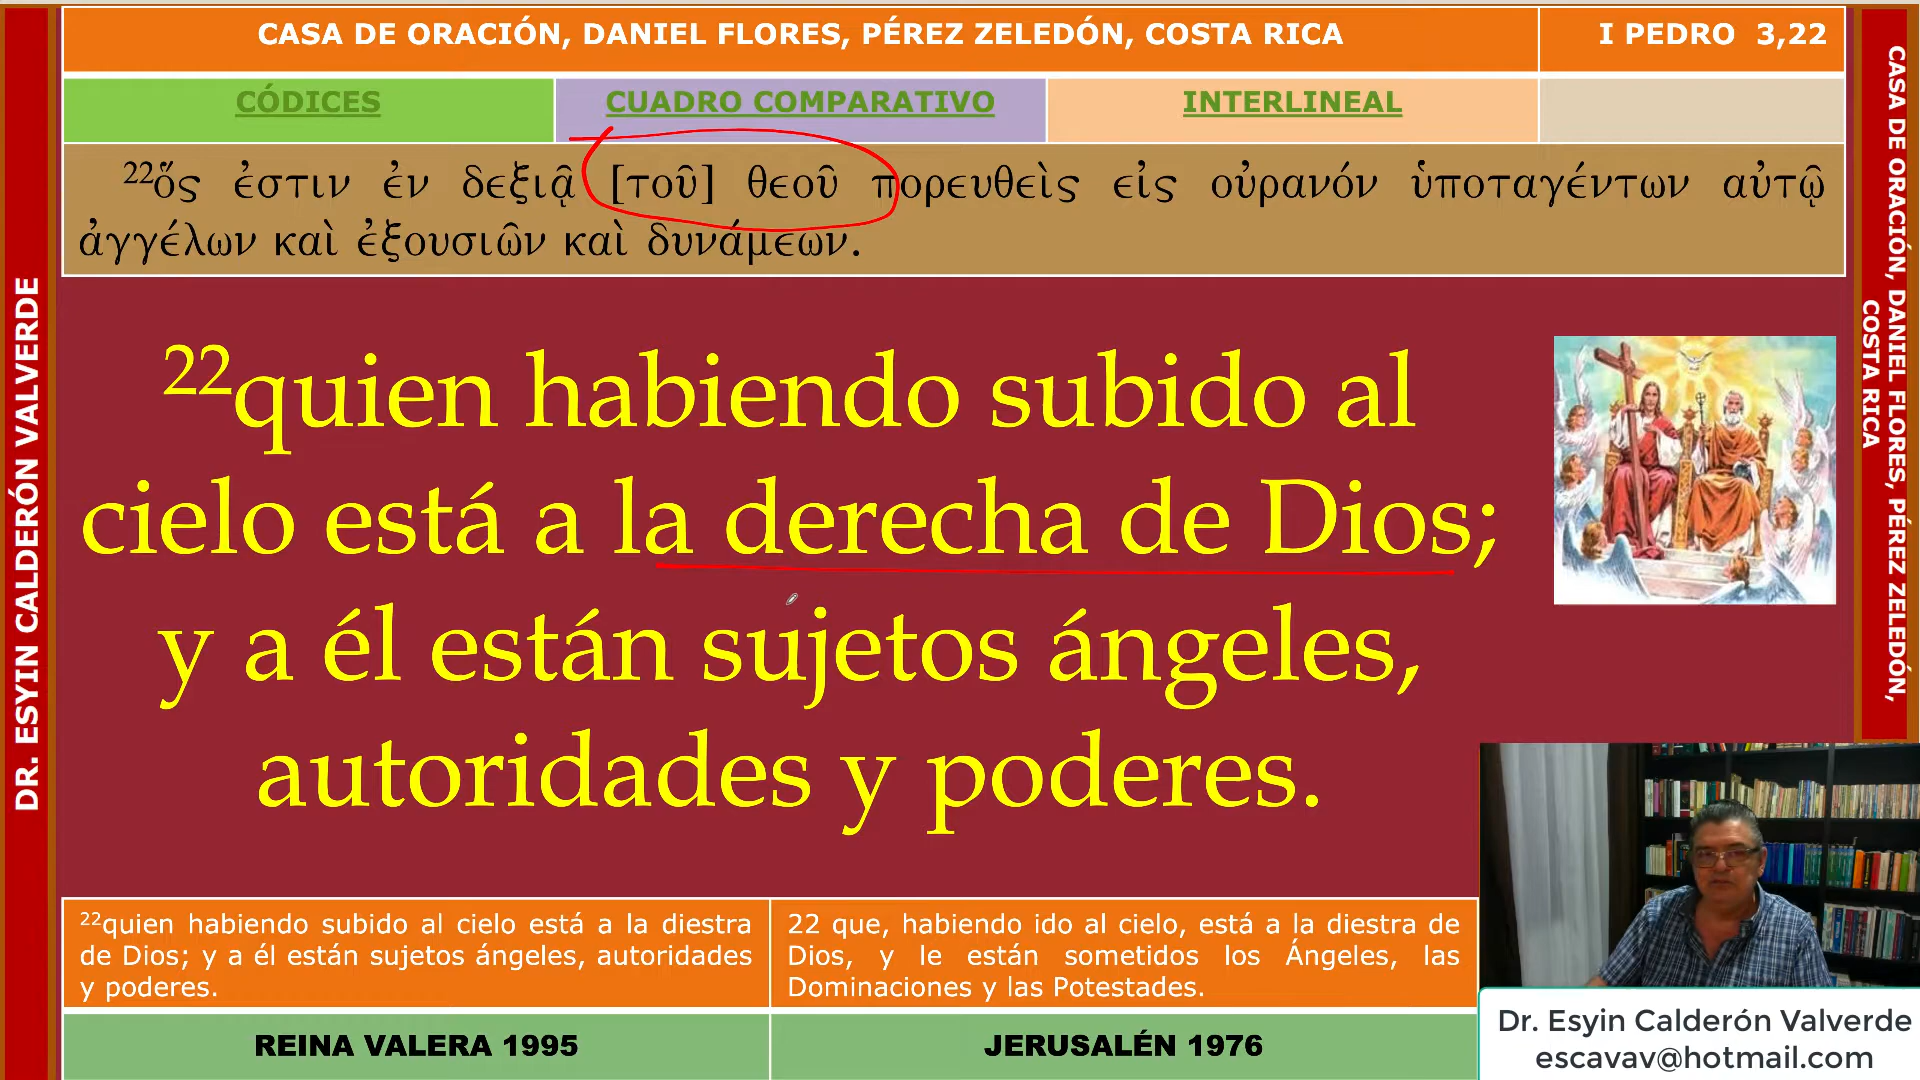 CASA DE ORACIÓN, DANIEL FLORES, PÉREZ ZELEDÓN, COSTA RICA
I PEDRO 3,22
CÓDICES
CUADRO COMPARATIVO
INTERLINEAL
²²ὅς ἐστιν ἐν δεξιᾷ [τοῦ] θεοῦ πορευθεὶς εἰς οὐρανόν ὑποταγέντων αὐτῷ
ἀγγέλων καὶ ἐξουσιῶν καὶ δυνάμεων.
²²quien habiendo subido al
cielo está a la derecha de Dios;
y a él están sujetos ángeles,
autoridades y poderes.
²²quien habiendo subido al cielo está a la diestra
de Dios; y a él están sujetos ángeles, autoridades
y poderes.
REINA VALERA 1995
22 que, habiendo ido al cielo, está a la diestra de
Dios, y le están sometidos los Ángeles, las
Dominaciones y las Potestades.
JERUSALÉN 1976
DR. ESYIN CALDERÓN VALVERDE
CASA DE ORACIÓN, DANIEL FLORES, PÉREZ ZELEDÓN,
COSTA RICA
Dr. Esyin Calderón Valverde
escavav@hotmail.com